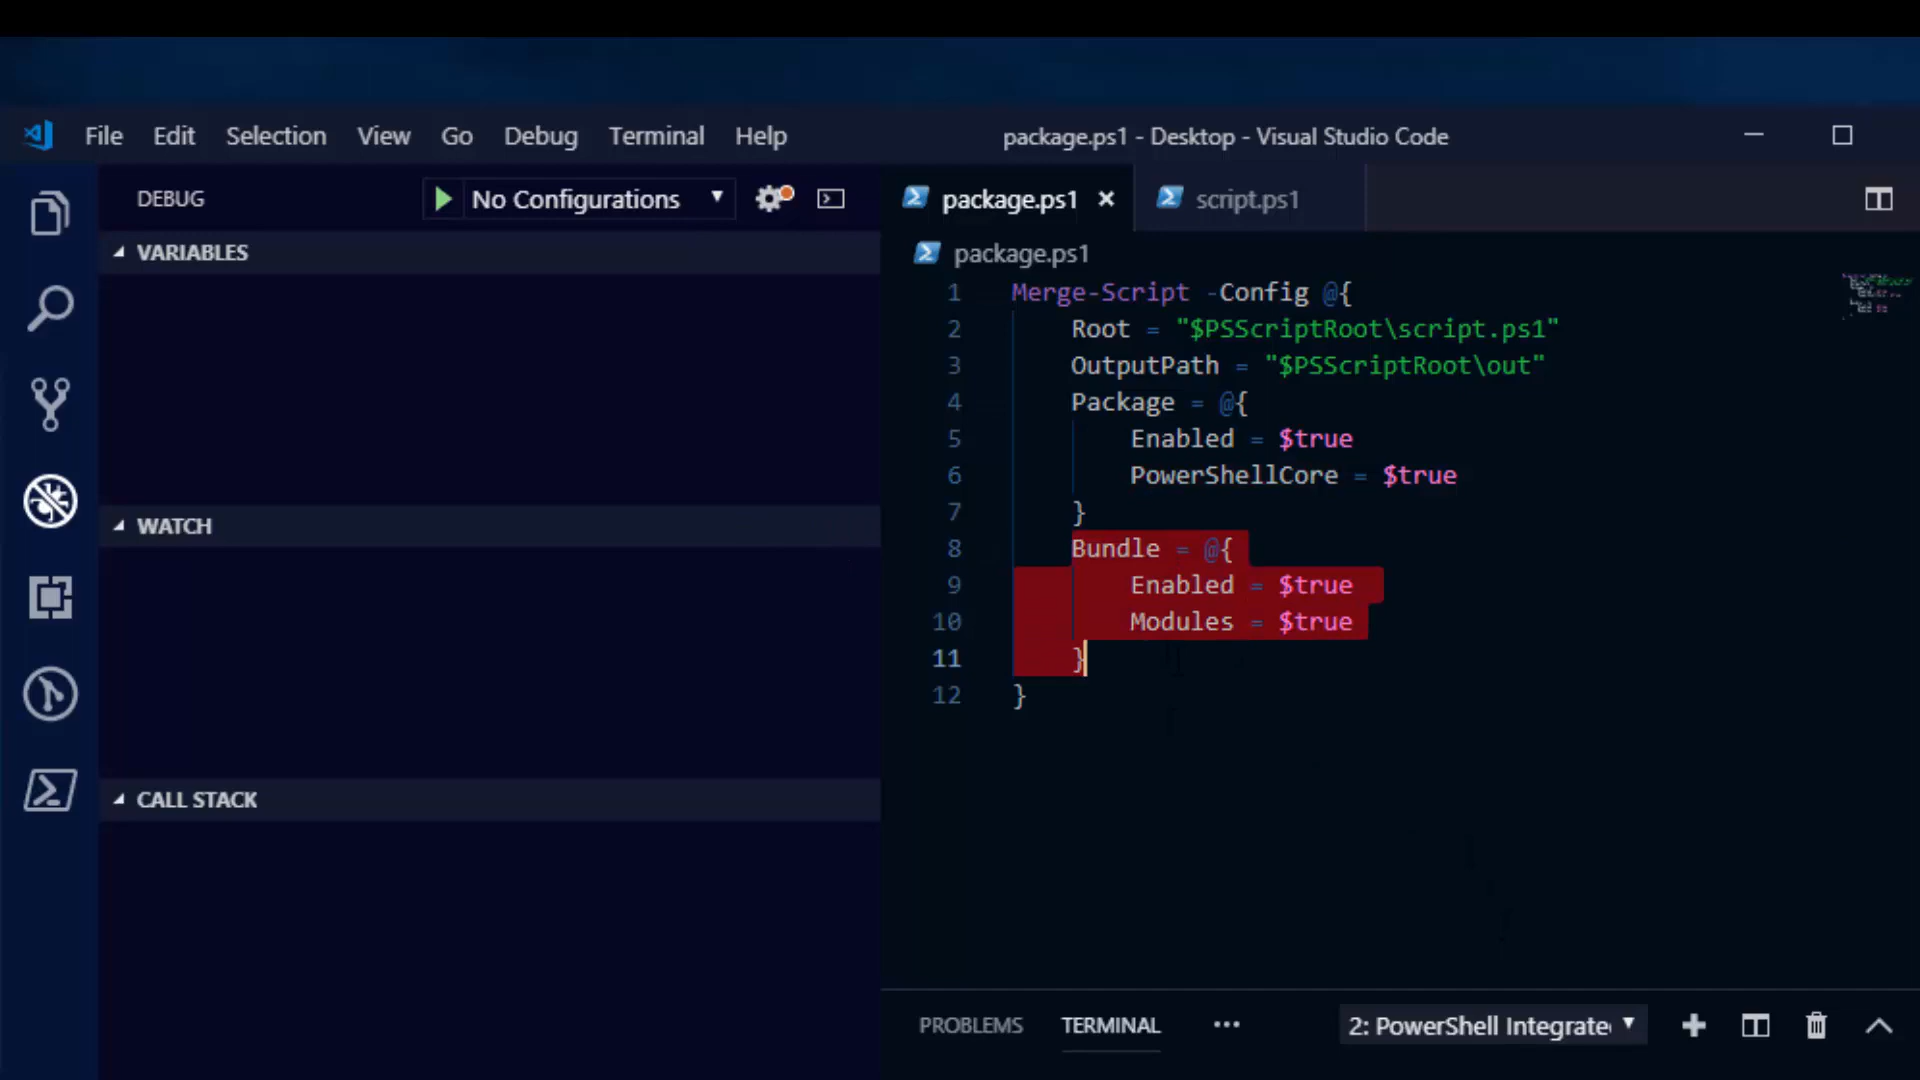 File Edit Selection View Go Debug Terminal Help package.ps1 - Desktop - Visual Studio Code
DEBUG No Configurations
VARIABLES
WATCH
CALL STACK
package.ps1 script.ps1
package.ps1
1 Merge-Script -Config @{
2 Root = "$PSScriptRoot\script.ps1"
3 OutputPath = "$PSScriptRoot\out"
4 Package = @{
5 Enabled = $true
6 PowerShellCore = $true
7 }
8 Bundle = @{
9 Enabled = $true
10 Modules = $true
11 }
12 }
PROBLEMS TERMINAL ••• 2: PowerShell Integrate